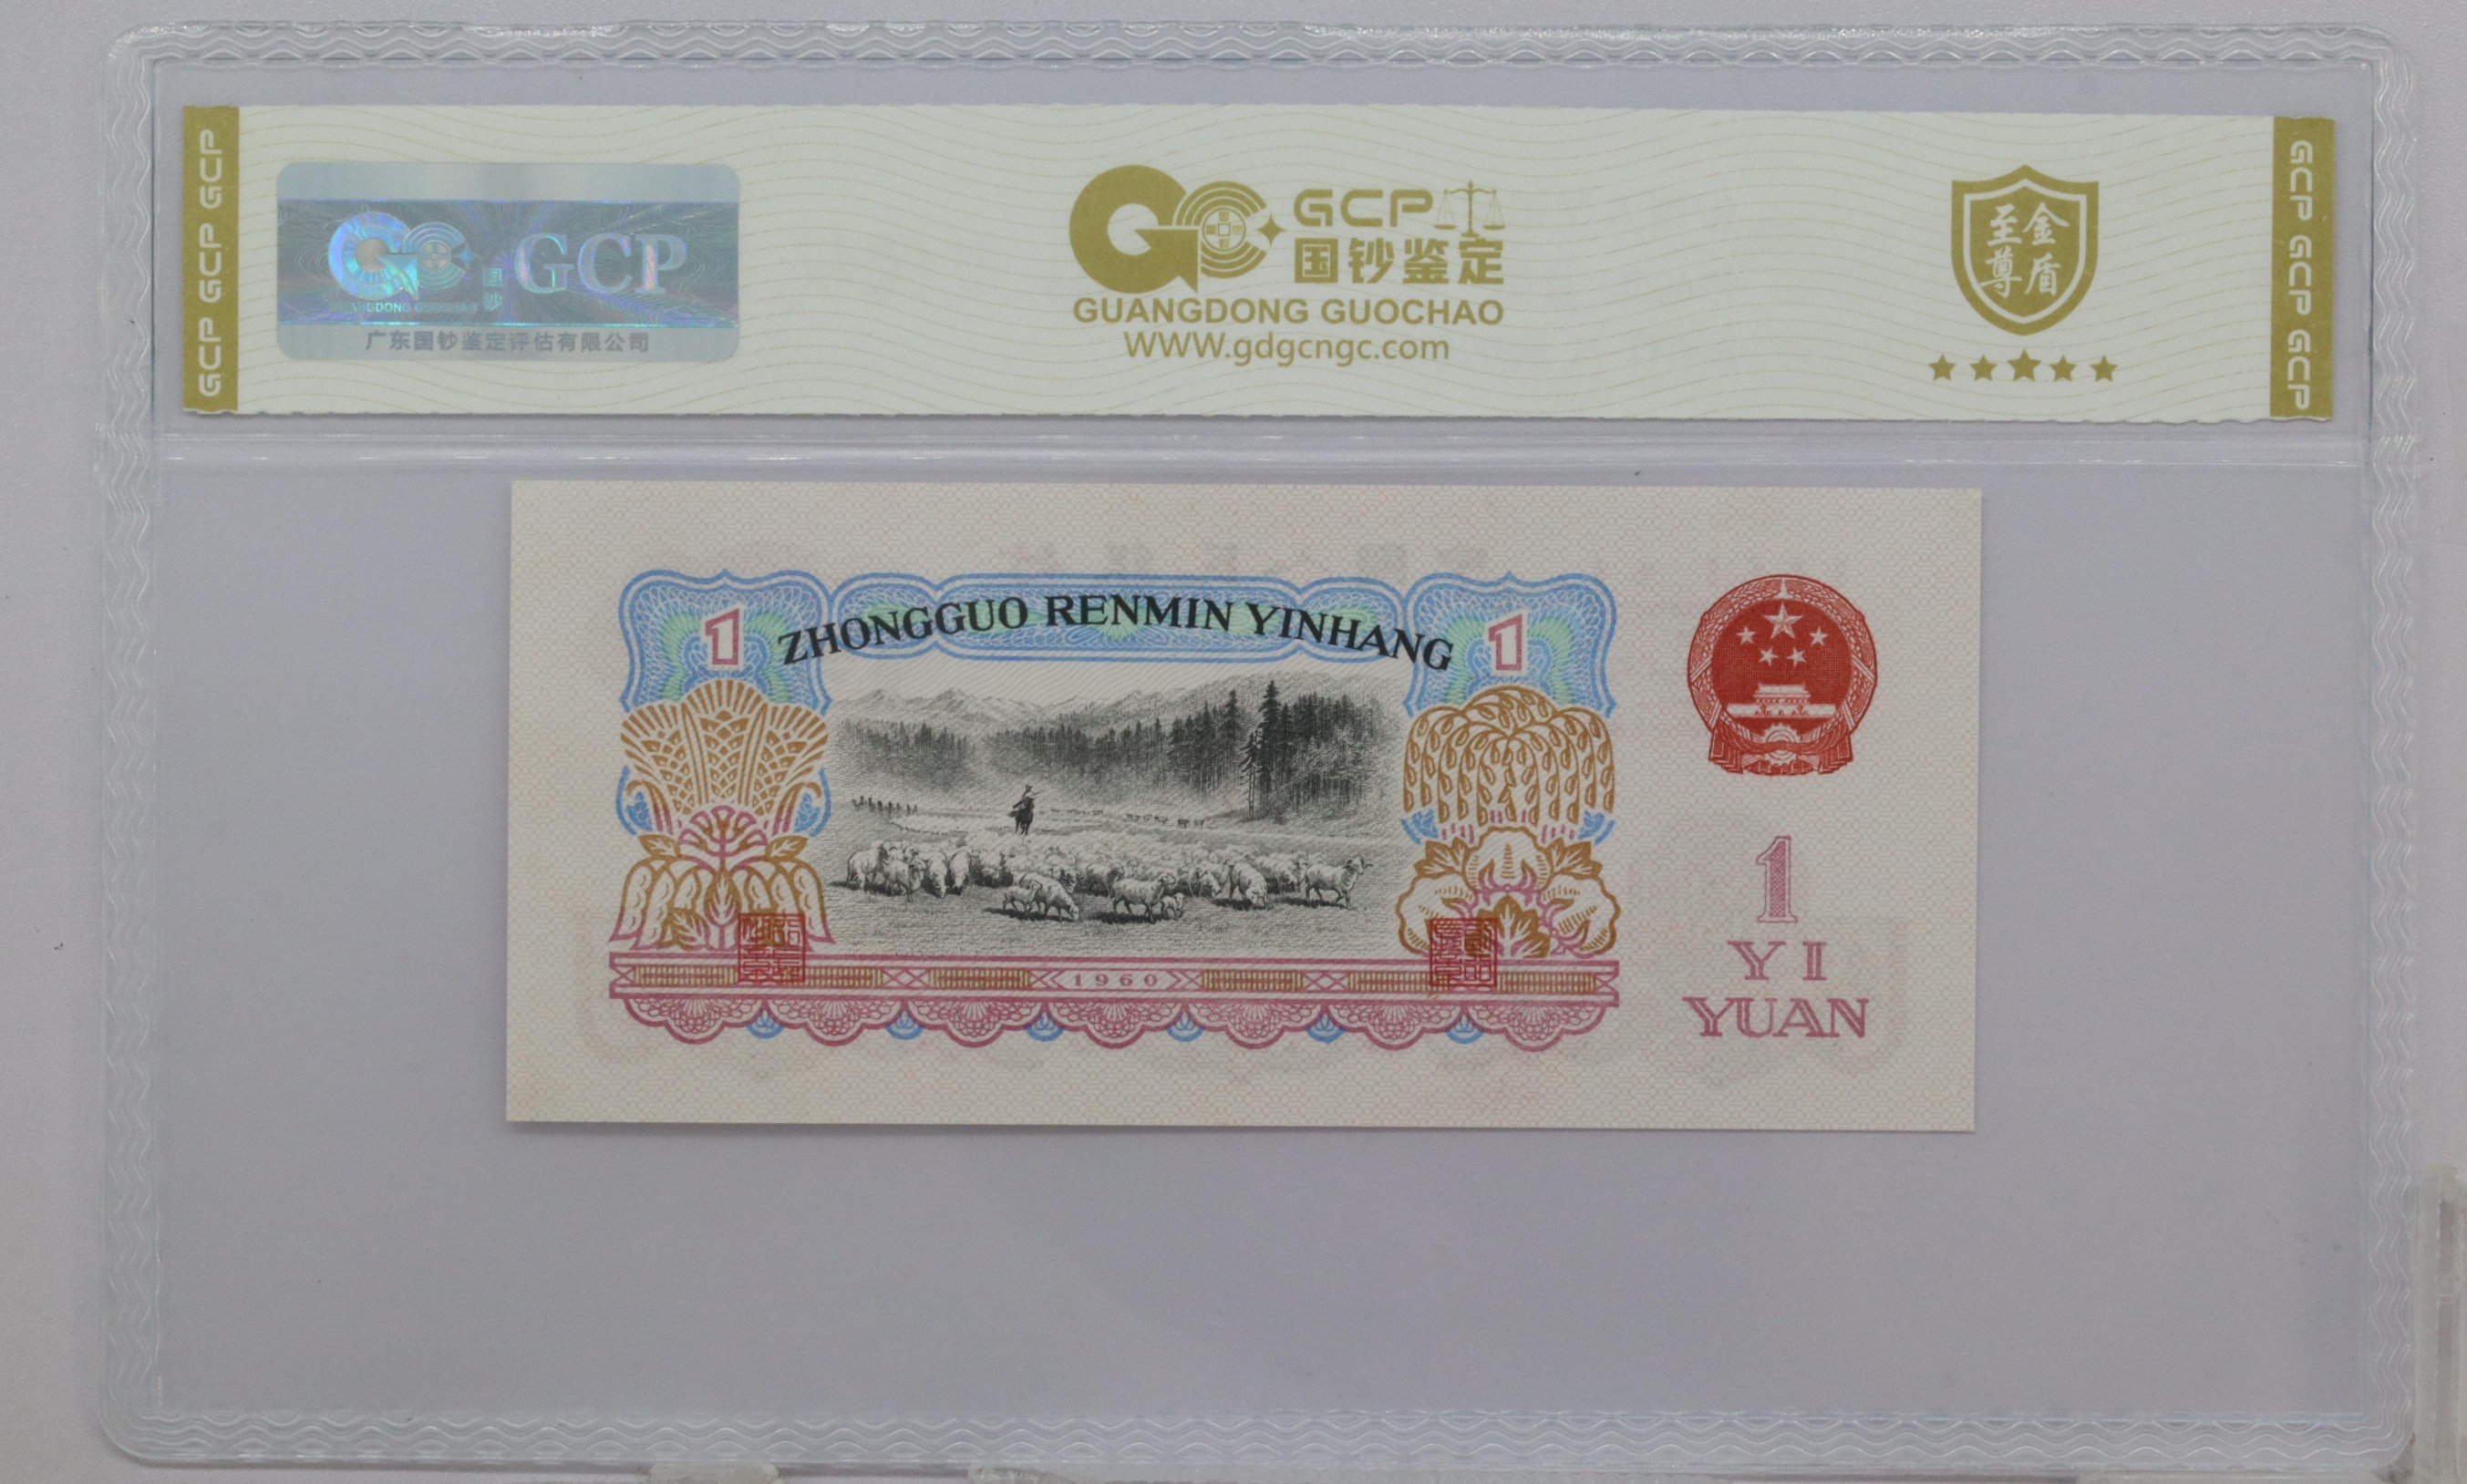 GCP GCP GCP
GCP
GUANGDONG GUOCHAO
国钞
广东国钞鉴定评估有限公司
GCP
国钞鉴定
GUANGDONG GUOCHAO
WWW.gdgcngc.com
至尊金盾
GCP GCP GCP
ZHONGGUO RENMIN YINHANG
1
1
1960
1
YI
YUAN